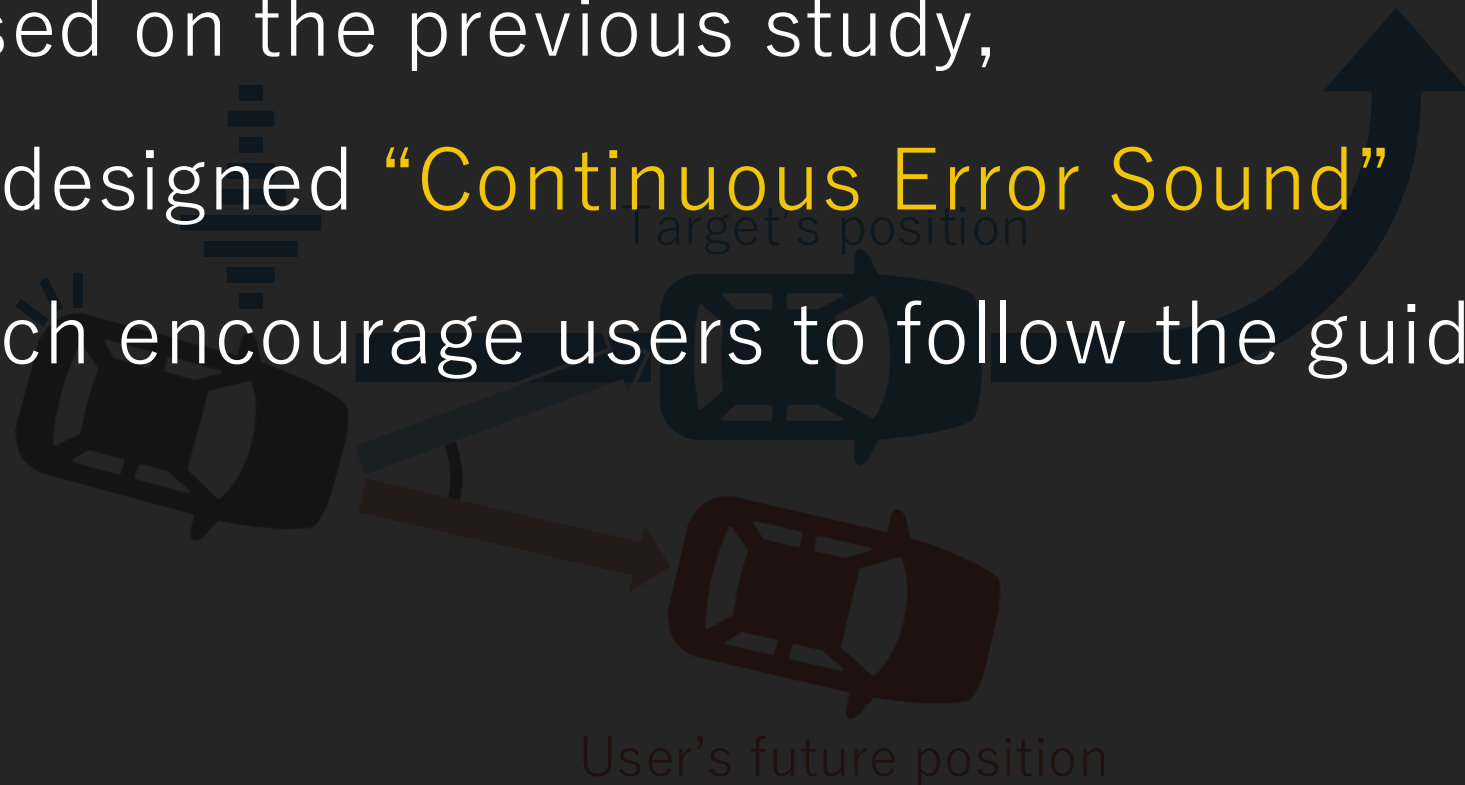 sed on the previous study,
designed “Continuous Error Sound”
Target's position
ch encourage users to follow the guid
User's future position